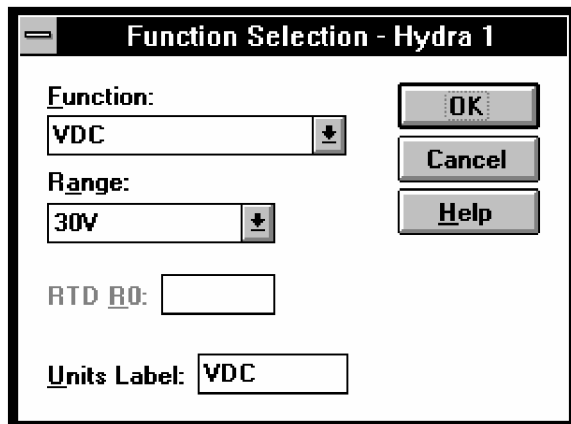 Function Selection - Hydra 1
Function:
VDC
Range:
30V
RTD R0:
Units Label: VDC
OK
Cancel
Help